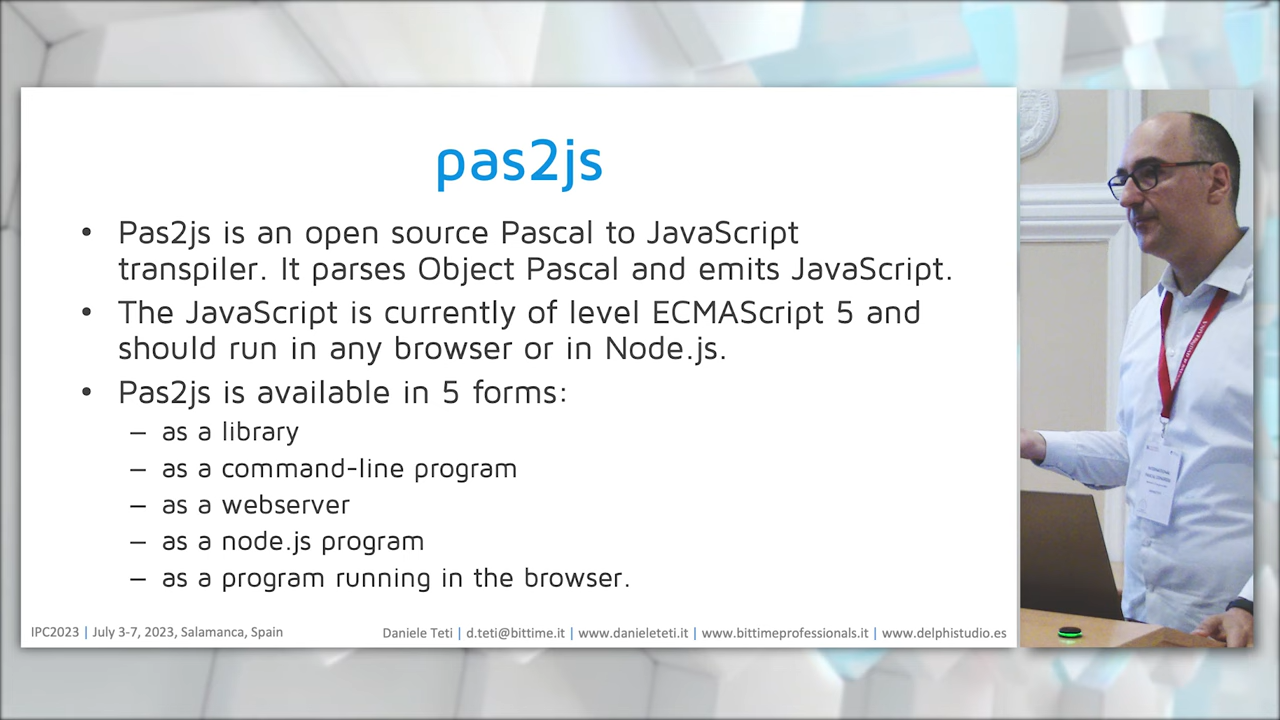 pas2js
• Pas2js is an open source Pascal to JavaScript
transpiler. It parses Object Pascal and emits JavaScript.
• The JavaScript is currently of level ECMAScript 5 and
should run in any browser or in Node.js.
• Pas2js is available in 5 forms:
– as a library
– as a command-line program
– as a webserver
– as a node.js program
– as a program running in the browser.
IPC2023 | July 3-7, 2023, Salamanca, Spain
Daniele Teti | d.teti@bittime.it | www.danieleteti.it | www.bittimeprofessionals.it | www.delphistudio.es
INTERNATIONAL
PASCAL CONGRESS